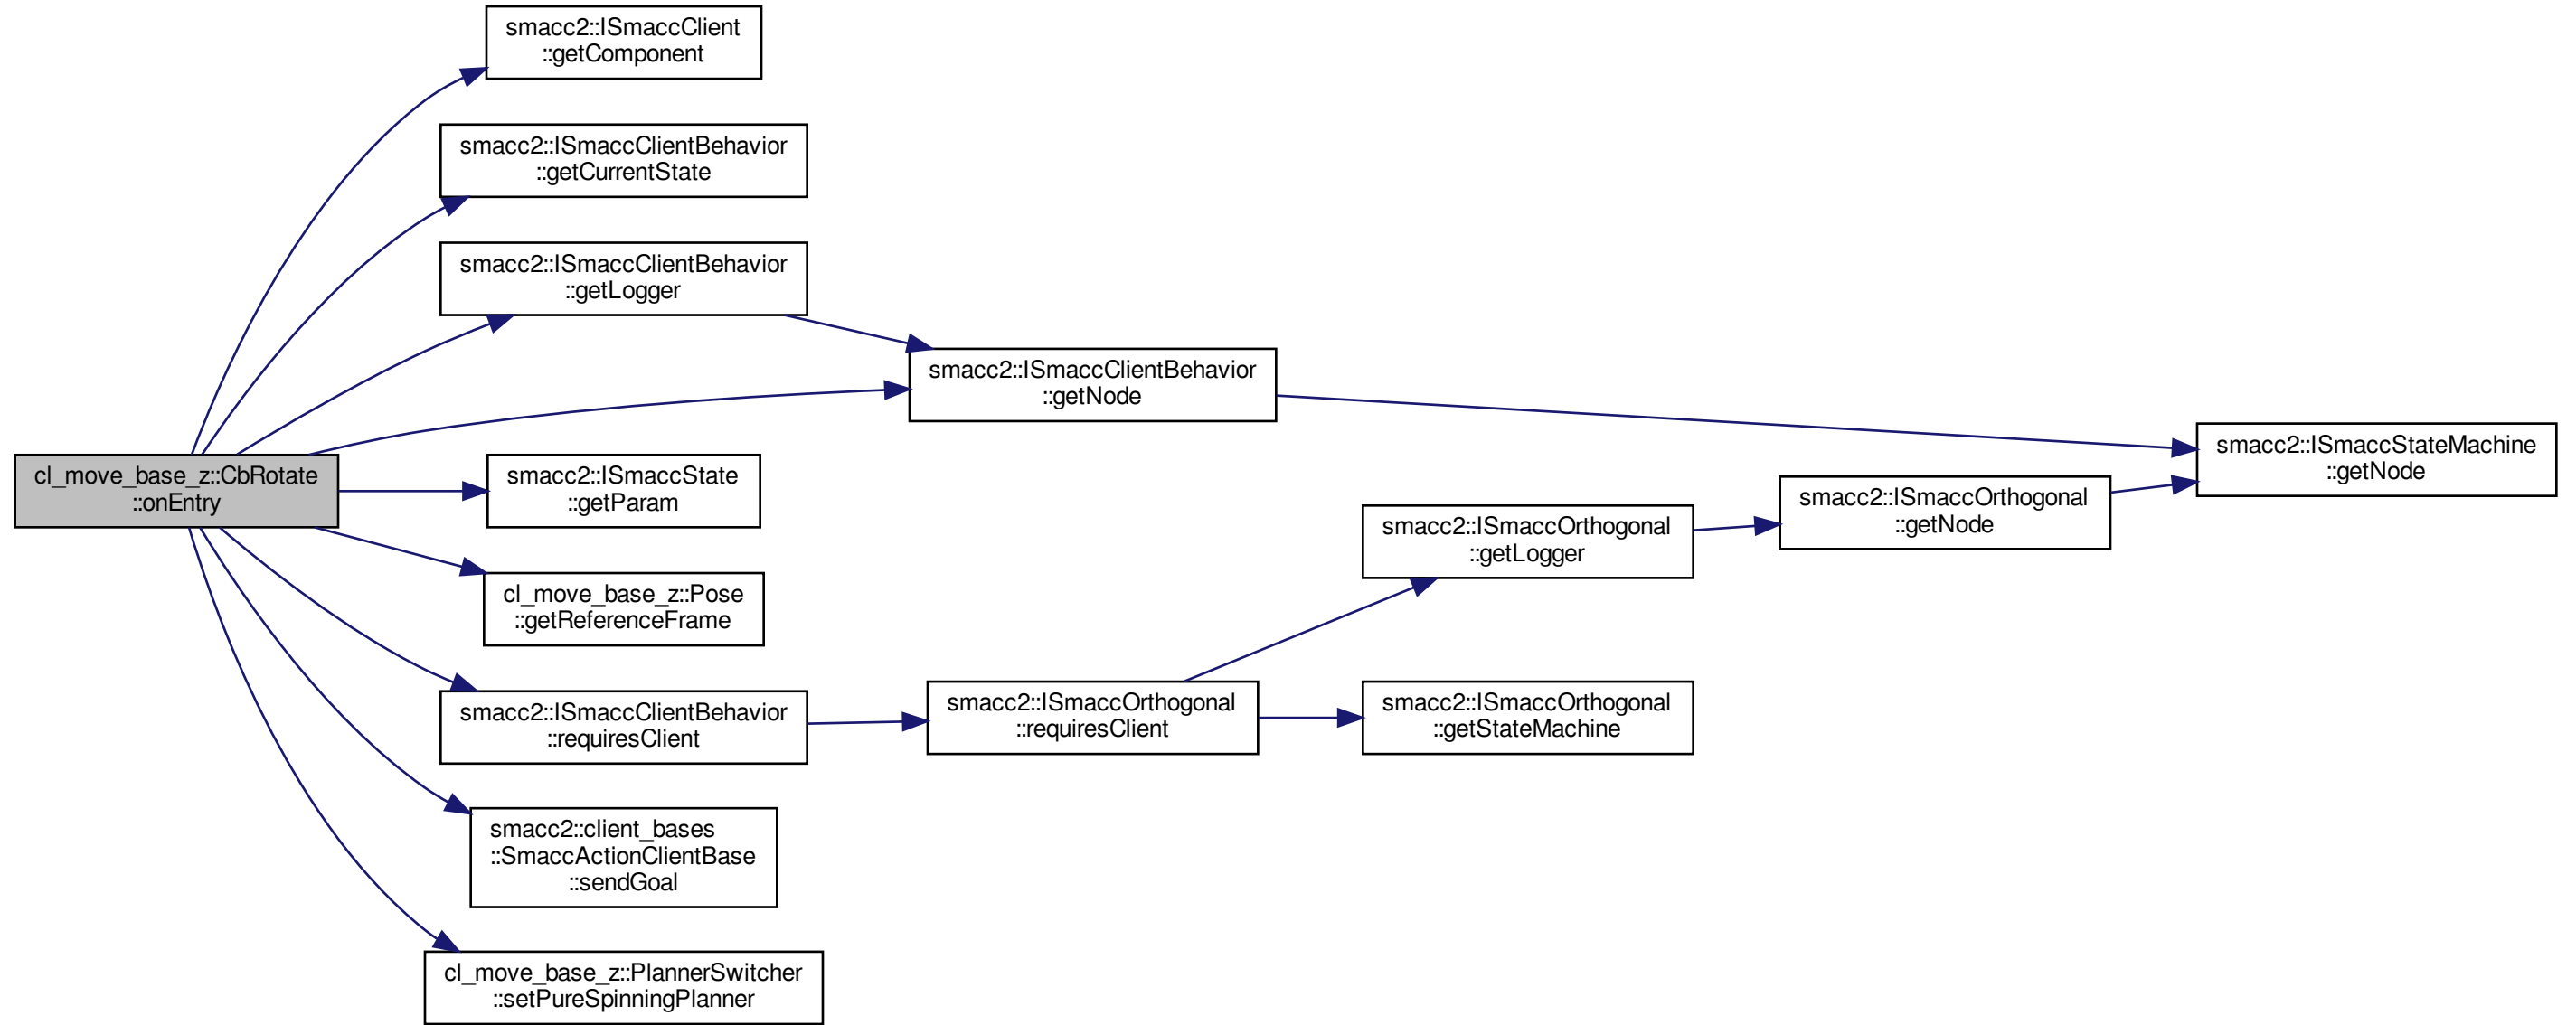 smacc2::ISmaccClient
::getComponent
smacc2::ISmaccClientBehavior
::getCurrentState
smacc2::ISmaccClientBehavior
::getLogger
smacc2::ISmaccClientBehavior
::getNode
smacc2::ISmaccStateMachine
::getNode
cl_move_base_z::CbRotate
::onEntry
smacc2::ISmaccState
::getParam
smacc2::ISmaccOrthogonal
::getNode
smacc2::ISmaccOrthogonal
::getLogger
cl_move_base_z::Pose
::getReferenceFrame
smacc2::ISmaccClientBehavior
::requiresClient
smacc2::ISmaccOrthogonal
::requiresClient
smacc2::ISmaccOrthogonal
::getStateMachine
smacc2::client_bases
::SmaccActionClientBase
::sendGoal
cl_move_base_z::PlannerSwitcher
::setPureSpinningPlanner